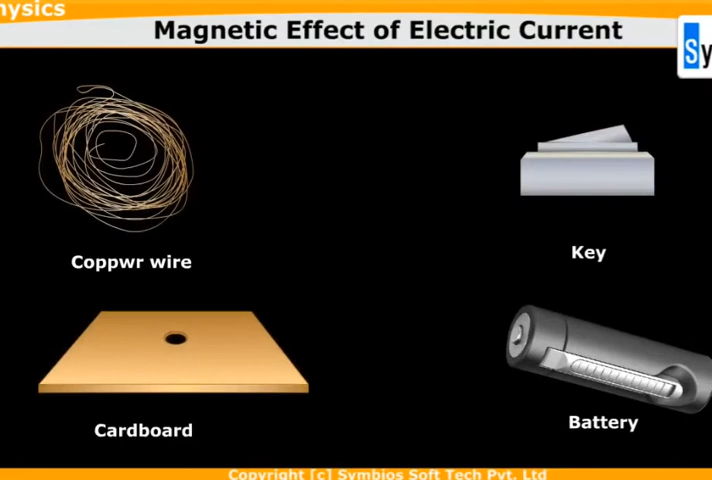 hysics
Magnetic Effect of Electric Current
Sy
Coppwr wire
Key
Cardboard
Battery
Copyright [c] Symbios Soft Tech Pvt. Ltd